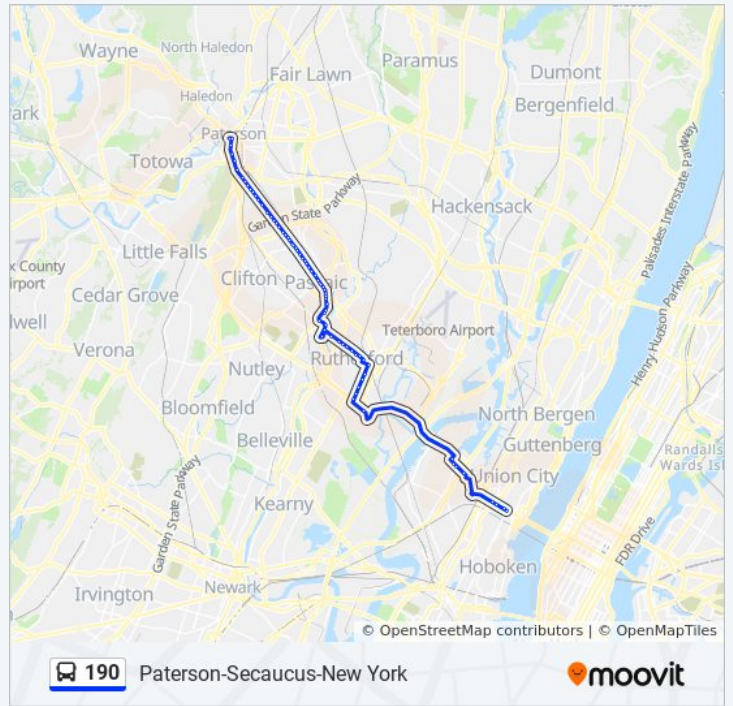 North Haledon
Wayne
Paramus
Dumont
Fair Lawn
Bergenfield
Haledon
ark
Paterson
Palisades Interstate Parkway
Totowa
Garden State Parkway
Hackensack
Little Falls
x County
irport
Clifton
Passaic
Cedar Grove
Henry Hudson Parkway
lwell
Teterboro Airport
Verona
Rutherford
Nutley
Bloomfield
North Bergen
Belleville
Guttenberg
Randalls
Wards Isl
Garden State Parkway
Union City
Kearny
FDR Drive
Hoboken
Newark
Irvington
© OpenStreetMap contributors | © OpenMapTiles
190 Paterson-Secaucus-New York
moovit